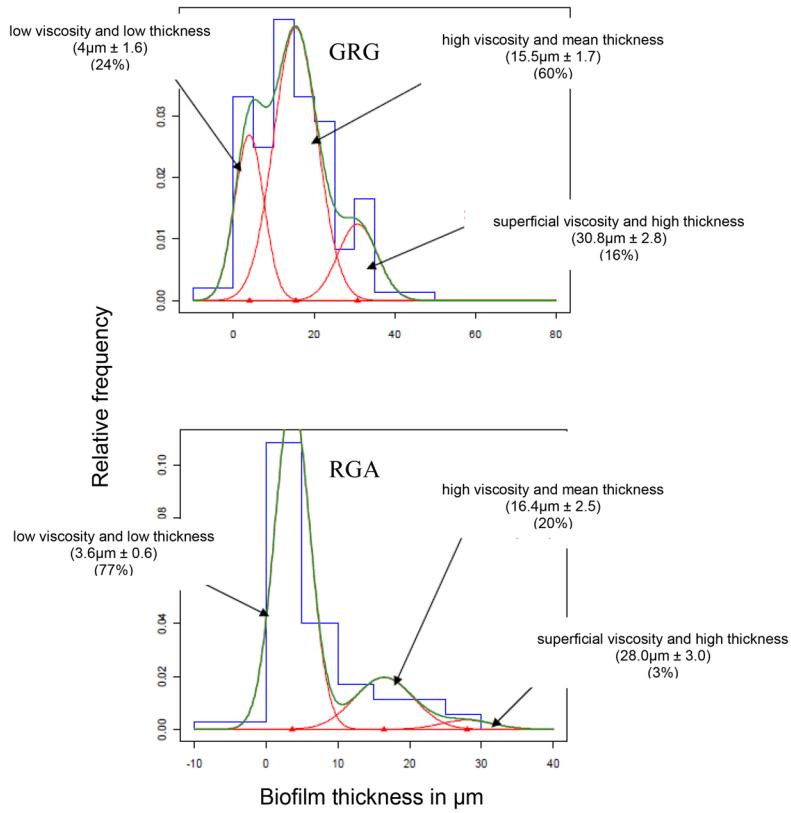 low viscosity and low thickness
(4µm ± 1.6)
(24%)
GRG
high viscosity and mean thickness
(15.5µm ± 1.7)
(60%)
superficial viscosity and high thickness
(30.8µm ± 2.8)
(16%)
0.03
0.02
0.01
0.00
0 20 40 60 80
Relative frequency
RGA
high viscosity and mean thickness
(16.4µm ± 2.5)
(20%)
low viscosity and low thickness
(3.6µm ± 0.6)
(77%)
superficial viscosity and high thickness
(28.0µm ± 3.0)
(3%)
0.10
08
0.04
0.02
0.00
-10 0 10 20 30 40
Biofilm thickness in µm